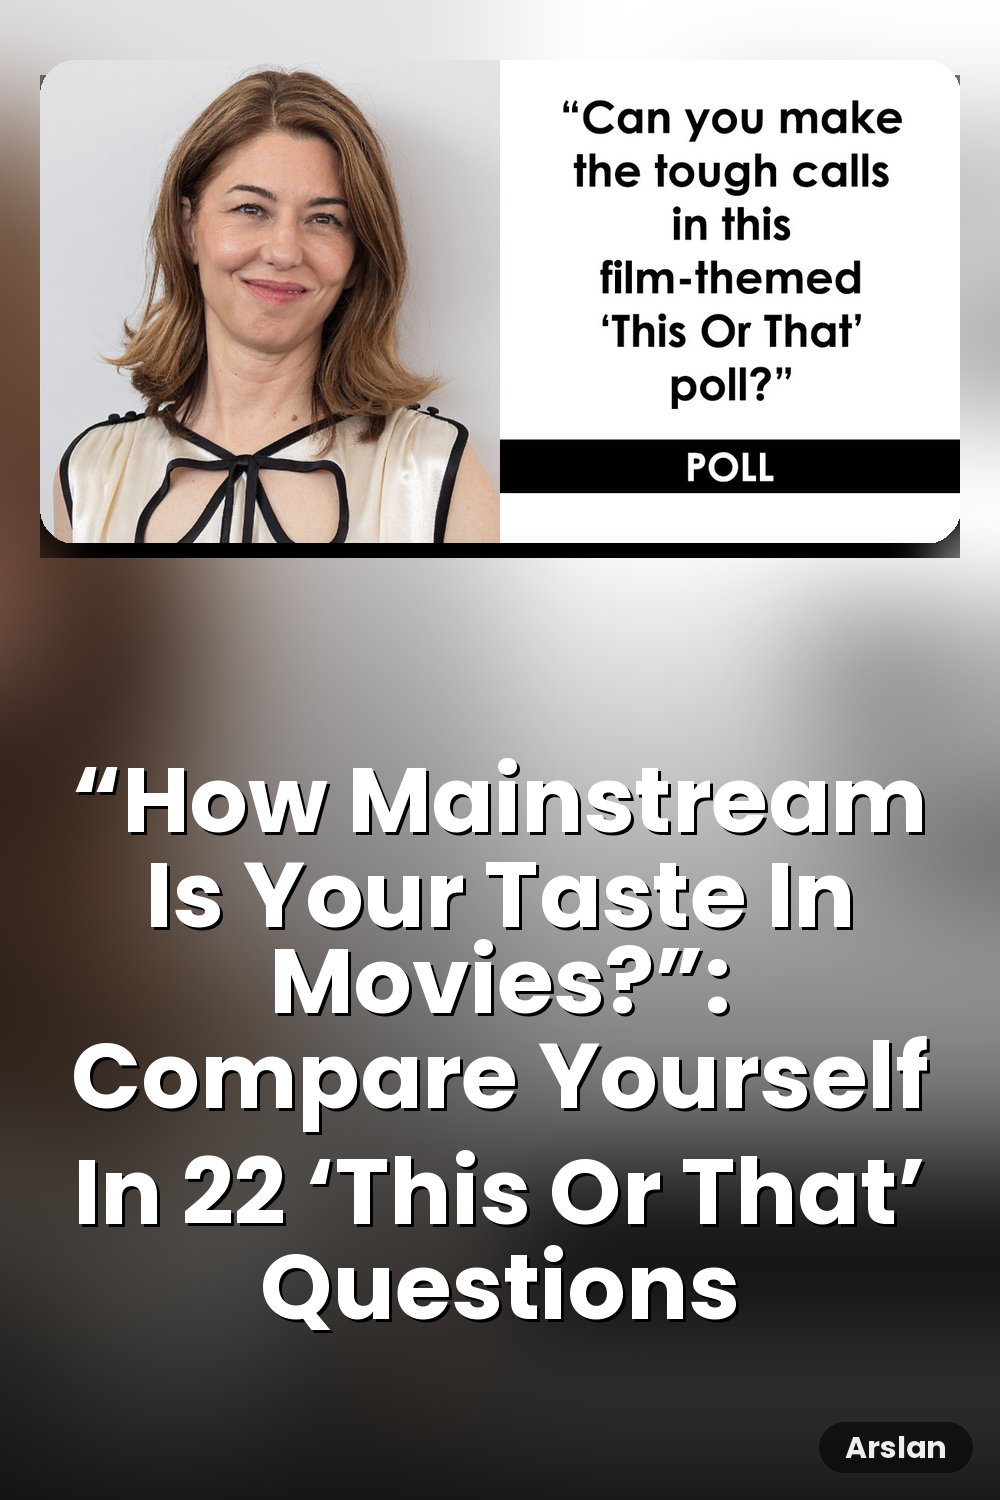 “Can you make
the tough calls
in this
film-themed
‘This Or That’
poll?”
POLL
“How Mainstream
Is Your Taste In
Movies?”:
Compare Yourself
In 22 ‘This Or That’
Questions
Arslan